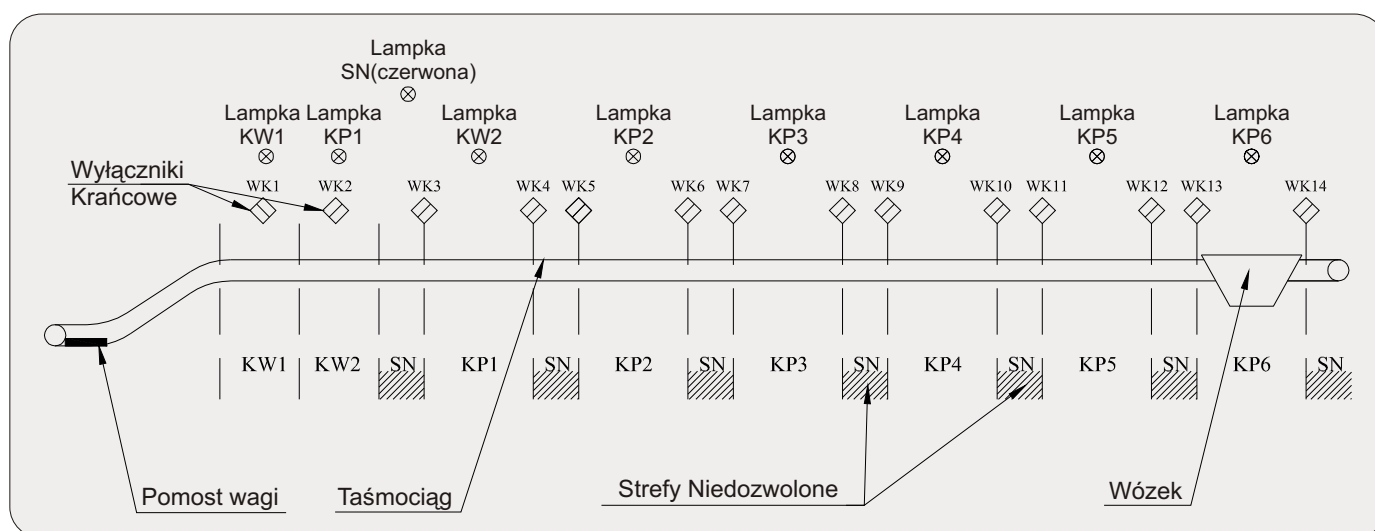 Lampka
SN(czerwona)
Lampka Lampka Lampka Lampka Lampka Lampka Lampka Lampka
KW1 KP1 KW2 KP2 KP3 KP4 KP5 KP6
Wyłączniki
Krańcowe
WK1 WK2 WK3 WK4 WK5 WK6 WK7 WK8 WK9 WK10 WK11 WK12 WK13 WK14
KW1 KW2 SN KP1 SN KP2 SN KP3 SN KP4 SN KP5 SN KP6 SN
Pomost wagi Taśmociąg Strefy Niedozwolone Wózek